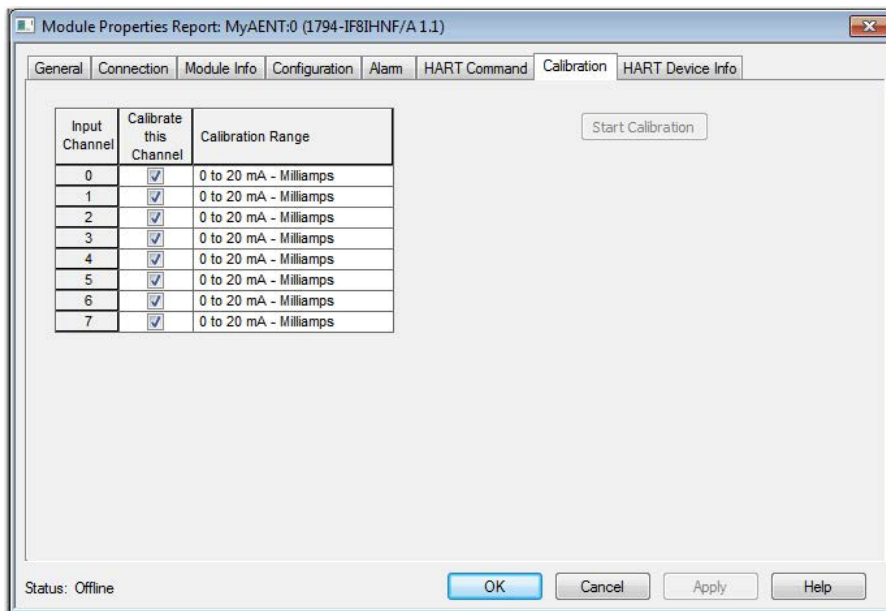 Module Properties Report: MyAENT:0 (1794-IF8IHNF/A 1.1)
General Connection Module Info Configuration Alarm HART Command Calibration HART Device Info
Input Channel Calibrate this Channel Calibration Range
Start Calibration
0 0 to 20 mA - Milliamps
1 0 to 20 mA - Milliamps
2 0 to 20 mA - Milliamps
3 0 to 20 mA - Milliamps
4 0 to 20 mA - Milliamps
5 0 to 20 mA - Milliamps
6 0 to 20 mA - Milliamps
7 0 to 20 mA - Milliamps
Status: Offline OK Cancel Apply Help